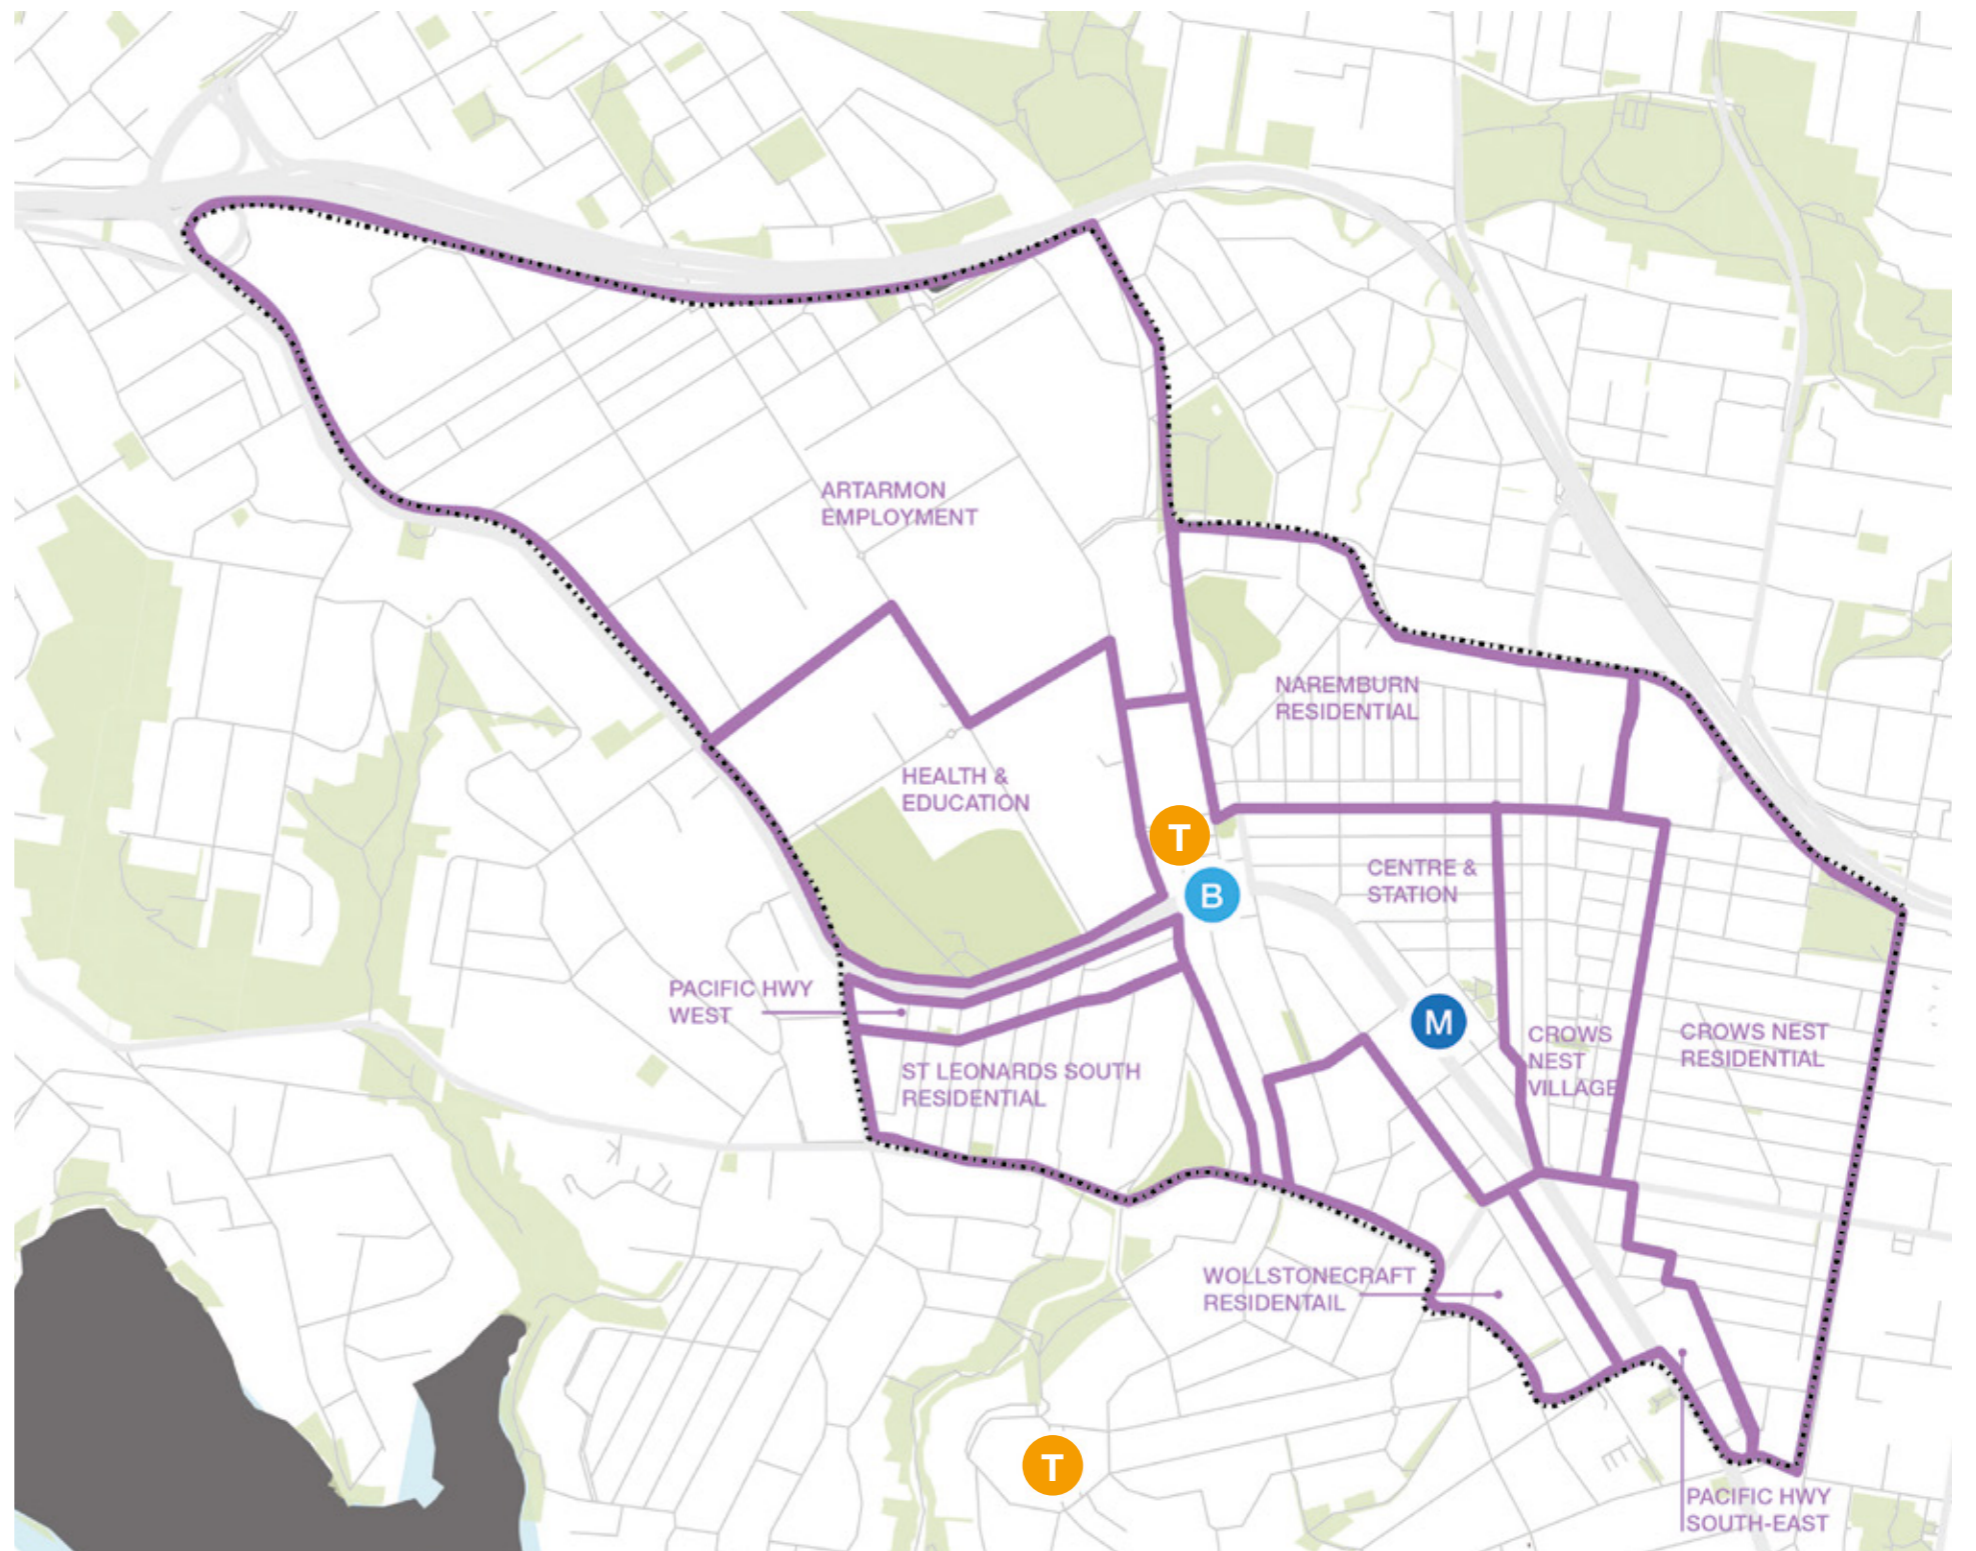 ARTARMON
EMPLOYMENT
NAREMBURN
RESIDENTIAL
HEALTH &
EDUCATION
T
B
CENTRE &
STATION
PACIFIC HWY
WEST
M
CROWS
NEST
VILLAGE
CROWS NEST
RESIDENTIAL
ST LEONARDS SOUTH
RESIDENTIAL
WOLLSTONECRAFT
RESIDENTAIL
T
PACIFIC HWY
SOUTH-EAST